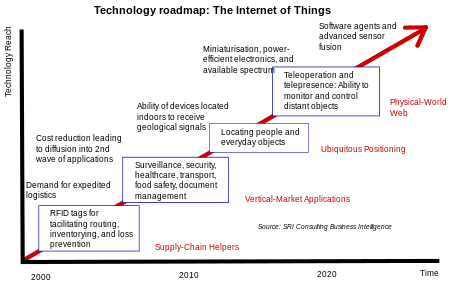 Technology roadmap: The Internet of Things
Technology Reach
Software agents and
advanced sensor
fusion
Miniaturisation, power-
efficient electronics, and
available spectrum
Teleoperation and
telepresence: Ability to
monitor and control
distant objects
Physical-World
Web
Ability of devices located
indoors to receive
geological signals
Locating people and
everyday objects
Ubiquitous Positioning
Cost reduction leading
to diffusion into 2nd
wave of applications
Surveillance, security,
healthcare, transport,
food safety, document
management
Vertical-Market Applications
Demand for expedited
logistics
RFID tags for
tacilitating routing,
inventorying, and loss
prevention
Supply-Chain Helpers
Source: SRI Consulting Business Intelligence
2000
2010
2020
Time